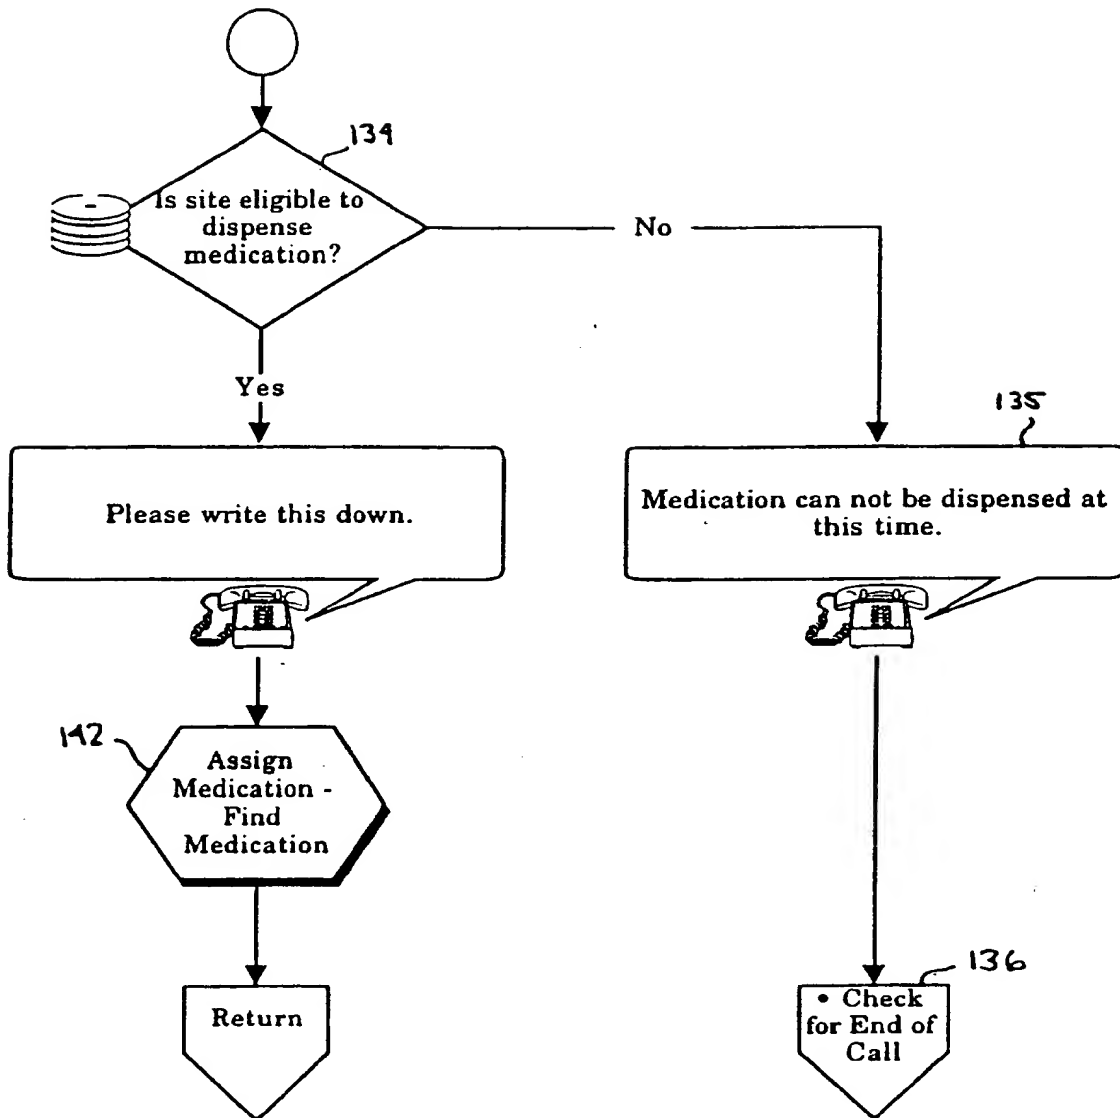 134
Is site eligible to
dispense
medication?
No
Yes
135
Please write this down.
Medication can not be dispensed at
this time.
142
Assign
Medication -
Find
Medication
136
Return
• Check
for End of
Call